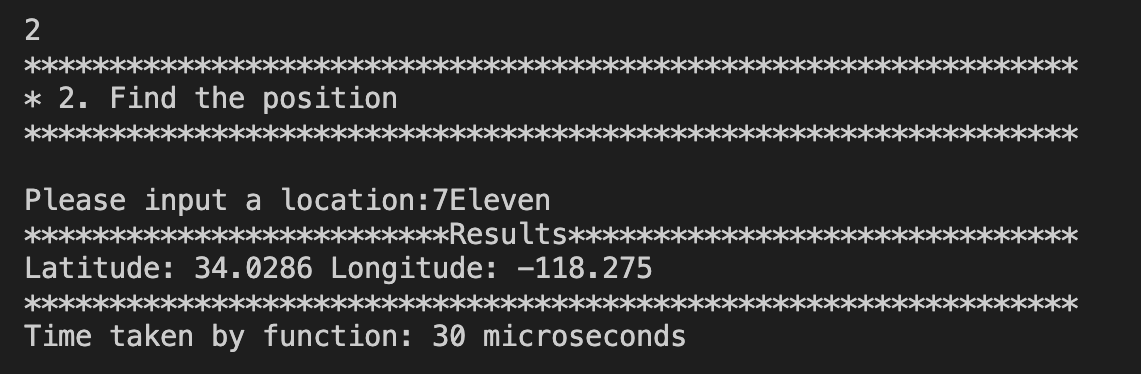 2
**************************************************************
* 2. Find the position
**************************************************************
Please input a location:7Eleven
*************************Results******************************
Latitude: 34.0286 Longitude: -118.275
**************************************************************
Time taken by function: 30 microseconds